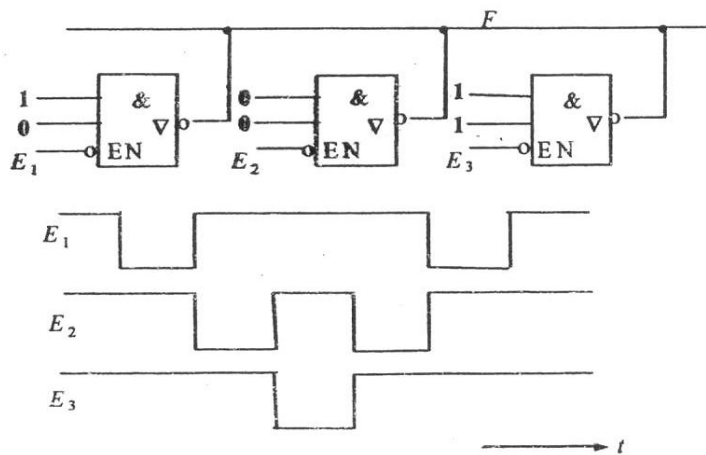 F
1 & 0 & 1 &
0 ∇ 0 ∇ 1 ∇
E₁ EN E₂ EN E₃ EN
E₁
E₂
E₃
t